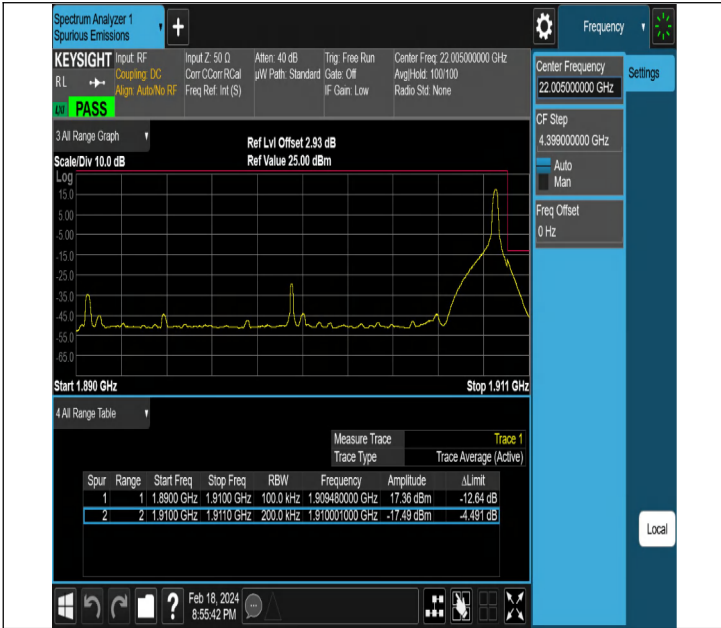 Spectrum Analyzer 1
Spurious Emissions
+
Frequency
KEYSIGHT
R L
PASS
Input: RF
Coupling: DC
Align: Auto/No RF
Input Z: 50 Ω
Corr CCorr RCal
Freq Ref: Int (S)
Atten: 40 dB
µW Path: Standard
Trig: Free Run
Gate: Off
IF Gain: Low
Center Freq: 22.005000000 GHz
Avg|Hold: 100/100
Radio Std: None
Center Frequency
22.005000000 GHz
Settings
CF Step
4.399000000 GHz
Auto
Man
Freq Offset
0 Hz
3 All Range Graph
Scale/Div 10.0 dB
Ref Lvl Offset 2.93 dB
Ref Value 25.00 dBm
Log
15.0
5.00
-5.00
-15.0
-25.0
-35.0
-45.0
-55.0
-65.0
Start 1.890 GHz
Stop 1.911 GHz
4 All Range Table
Measure Trace Trace 1
Trace Type Trace Average (Active)
Spur Range Start Freq Stop Freq RBW Frequency Amplitude ΔLimit
1 1 1.8900 GHz 1.9100 GHz 100.0 kHz 1.909480000 GHz 17.36 dBm -12.64 dB
2 2 1.9100 GHz 1.9110 GHz 200.0 kHz 1.910001000 GHz -17.49 dBm -4.491 dB
Local
?
Feb 18, 2024
8:55:42 PM